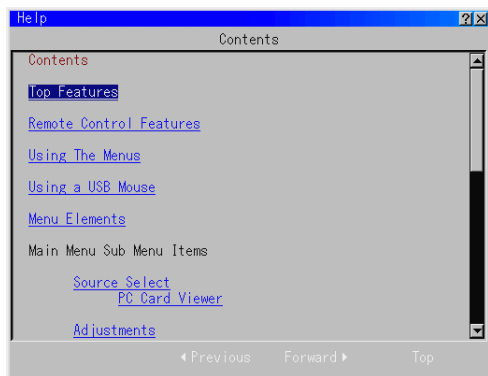 Help
Contents
Contents
Top Features
Remote Control Features
Using The Menus
Using a USB Mouse
Menu Elements
Main Menu Sub Menu Items
Source Select
PC Card Viewer
Adjustments
Previous Forward Top